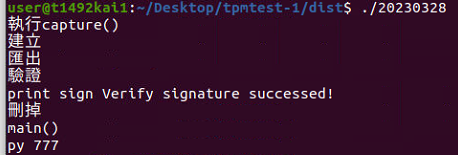 user@t1492kai1:~/Desktop/tpmtest-1/dist$ ./20230328
執行capture()
建立
匯出
驗證
print sign Verify signature successed!
刪掉
main()
py 777